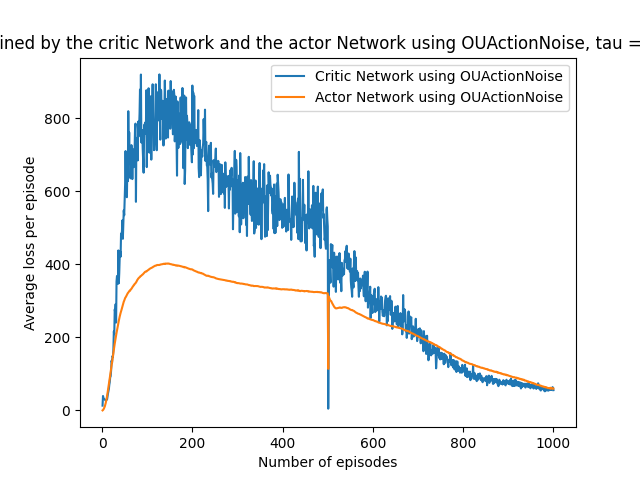 ined by the critic Network and the actor Network using OUActionNoise, tau =
Critic Network using OUActionNoise
Actor Network using OUActionNoise
Average loss per episode
800
600
400
200
0
0 200 400 600 800 1000
Number of episodes